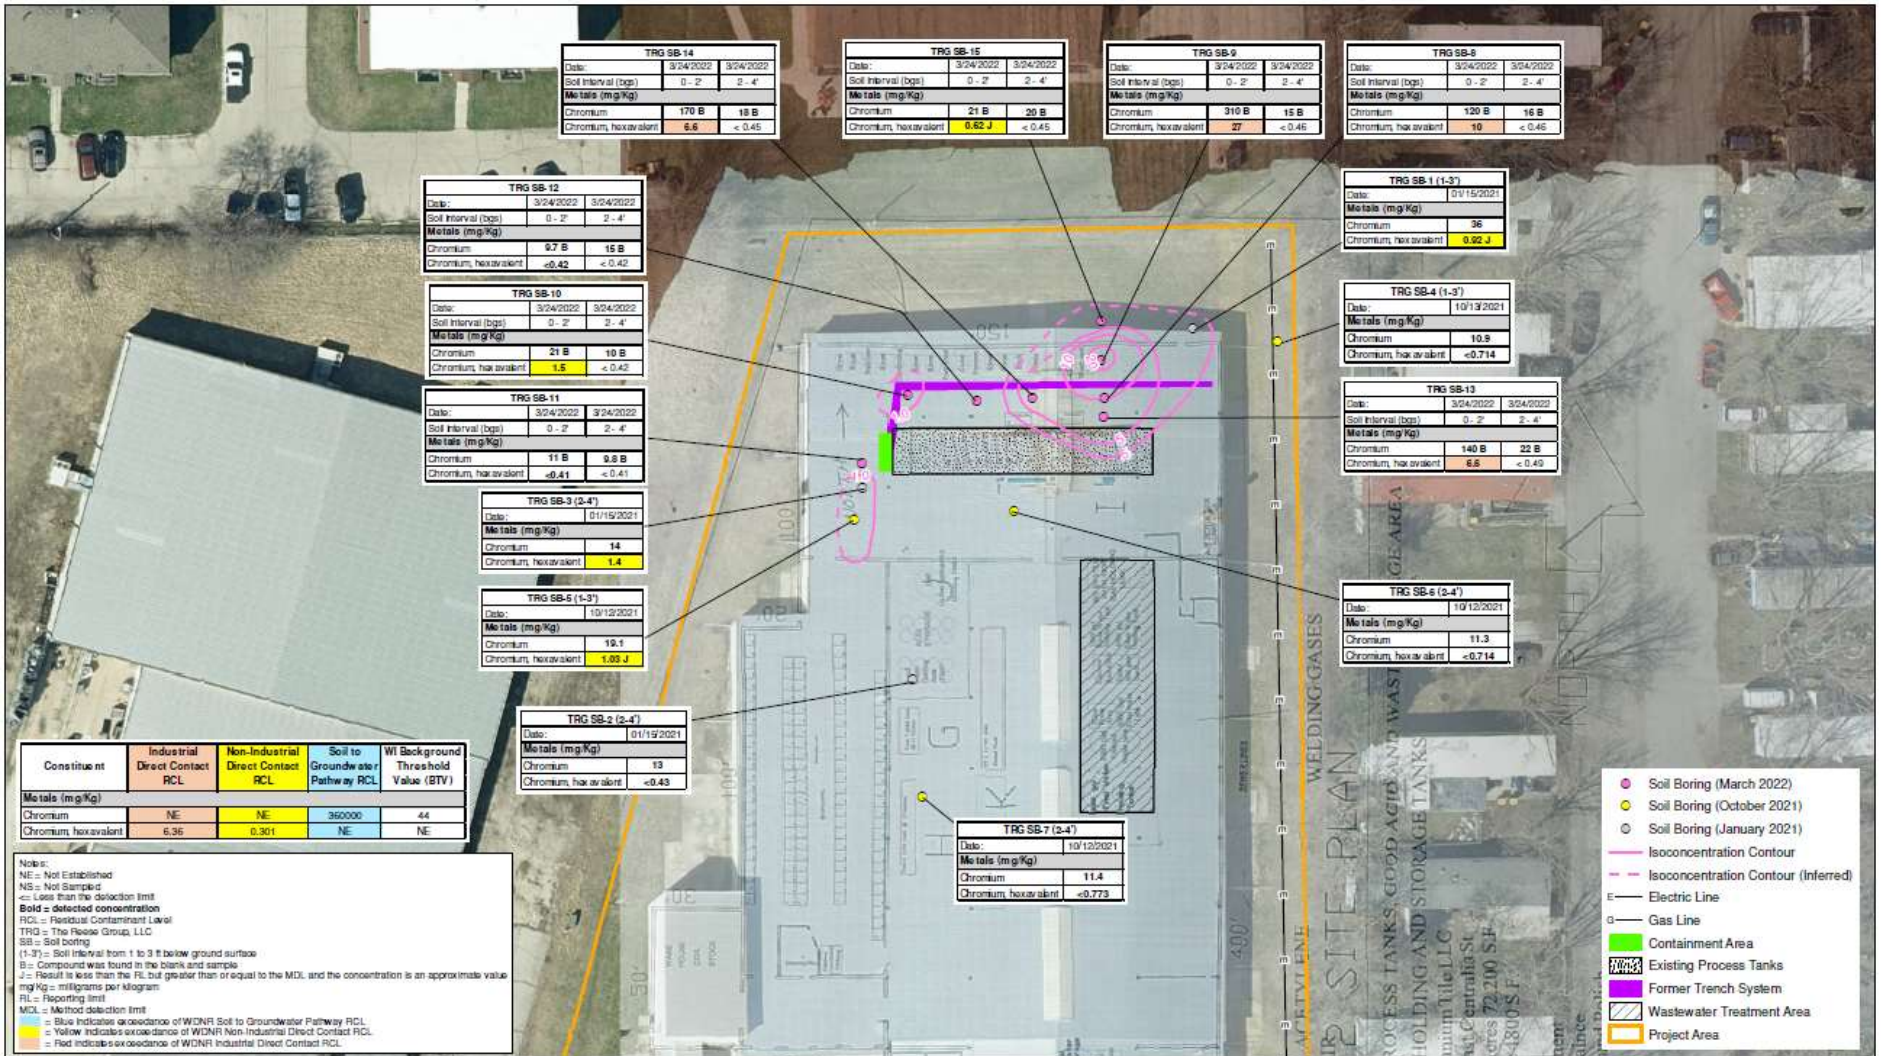 TRG SB-14
Date: 3/24/2022 3/24/2022
Soil Interval (bgs) 0 - 2' 2 - 4'
Metals (mg/Kg)
Chromium 170 B 18 B
Chromium, hexavalent 6.6 < 0.45
TRG SB-15
Date: 3/24/2022 3/24/2022
Soil Interval (bgs) 0 - 2' 2 - 4'
Metals (mg/Kg)
Chromium 21 B 20 B
Chromium, hexavalent 0.62 J < 0.45
TRG SB-9
Date: 3/24/2022 3/24/2022
Soil Interval (bgs) 0 - 2' 2 - 4'
Metals (mg/Kg)
Chromium 310 B 15 B
Chromium, hexavalent 27 < 0.46
TRG SB-8
Date: 3/24/2022 3/24/2022
Soil Interval (bgs) 0 - 2' 2 - 4'
Metals (mg/Kg)
Chromium 120 B 16 B
Chromium, hexavalent 10 < 0.46
TRG SB-12
Date: 3/24/2022 3/24/2022
Soil Interval (bgs) 0 - 2' 2 - 4'
Metals (mg/Kg)
Chromium 9.7 B 15 B
Chromium, hexavalent <0.42 < 0.42
TRG SB-1 (1-3')
Date: 01/15/2021
Metals (mg/Kg)
Chromium 36
Chromium, hexavalent 0.92 J
TRG SB-10
Date: 3/24/2022 3/24/2022
Soil Interval (bgs) 0 - 2' 2 - 4'
Metals (mg/Kg)
Chromium 21 B 10 B
Chromium, hexavalent 1.5 < 0.42
TRG SB-4 (1-3')
Date: 10/13/2021
Metals (mg/Kg)
Chromium 10.9
Chromium, hexavalent <0.714
TRG SB-11
Date: 3/24/2022 3/24/2022
Soil Interval (bgs) 0 - 2' 2 - 4'
Metals (mg/Kg)
Chromium 11 B 9.8 B
Chromium, hexavalent <0.41 < 0.41
TRG SB-13
Date: 3/24/2022 3/24/2022
Soil Interval (bgs) 0 - 2' 2 - 4'
Metals (mg/Kg)
Chromium 140 B 22 B
Chromium, hexavalent 6.6 < 0.49
TRG SB-3 (2-4')
Date: 01/15/2021
Metals (mg/Kg)
Chromium 14
Chromium, hexavalent 1.4
TRG SB-5 (1-3')
Date: 10/12/2021
Metals (mg/Kg)
Chromium 19.1
Chromium, hexavalent 1.03 J
TRG SB-6 (2-4')
Date: 10/12/2021
Metals (mg/Kg)
Chromium 11.3
Chromium, hexavalent <0.714
TRG SB-2 (2-4')
Date: 01/15/2021
Metals (mg/Kg)
Chromium 13
Chromium, hexavalent <0.43
TRG SB-7 (2-4')
Date: 10/12/2021
Metals (mg/Kg)
Chromium 11.4
Chromium, hexavalent <0.773
150'
100'
400'
50'
30'
G
H
K
I
ACETYLENE
WELDING GASES
SITE PLAN
PROCESS TANKS, GOOD ACID AND WASTE
HOLDING AND STORAGE TANKS
AREA
Centralia St
72,200 S.F.
4800 S.F.
NORTH
Constituent Industrial Direct Contact RCL Non-Industrial Direct Contact RCL Soil to Groundwater Pathway RCL WI Background Threshold Value (BTV)
Metals (mg/Kg)
Chromium NE NE 360000 44
Chromium, hexavalent 6.36 0.301 NE NE
Notes:
NE = Not Established
NS = Not Sampled
<= Less than the detection limit
Bold = detected concentration
RCL = Residual Contaminant Level
TRG = The Reese Group, LLC
SB = Soil boring
(1-3') = Soil interval from 1 to 3 ft below ground surface
B = Compound was found in the blank and sample
J = Result is less than the RL but greater than or equal to the MDL and the concentration is an approximate value
mg/Kg = milligrams per kilogram
RL = Reporting limit
MDL = Method detection limit
= Blue indicates exceedance of WDNR Soil to Groundwater Pathway RCL
= Yellow indicates exceedance of WDNR Non-Industrial Direct Contact RCL
= Red indicates exceedance of WDNR Industrial Direct Contact RCL
Soil Boring (March 2022)
Soil Boring (October 2021)
Soil Boring (January 2021)
Isoconcentration Contour
Isoconcentration Contour (Inferred)
E Electric Line
G Gas Line
Containment Area
Existing Process Tanks
Former Trench System
Wastewater Treatment Area
Project Area